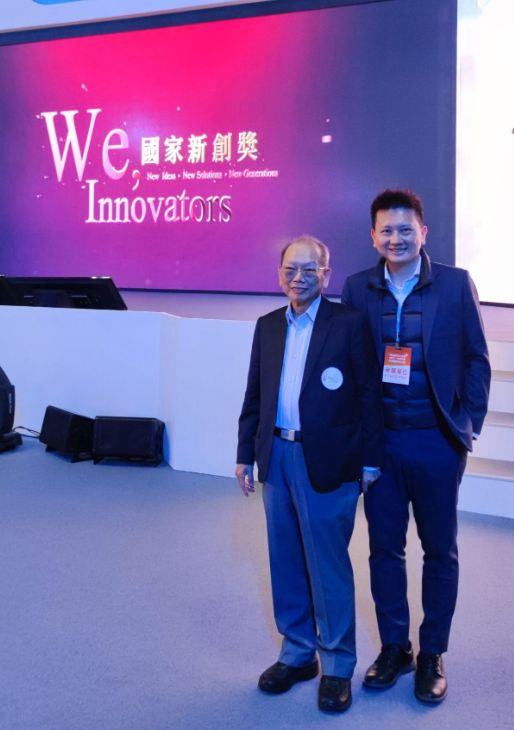 We,
國家新創獎
New Ideas • New Solutions • New Generations
Innovators